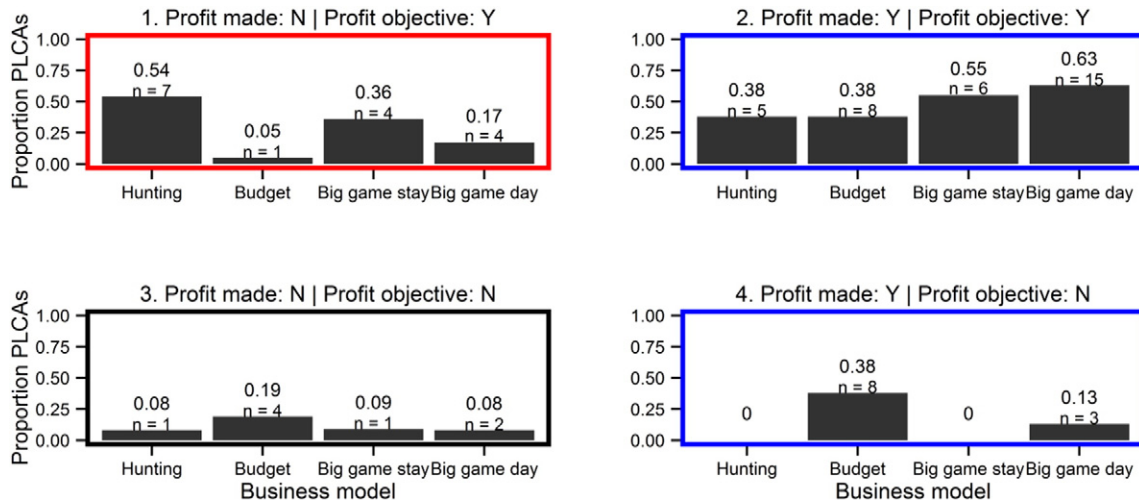 1. Profit made: N | Profit objective: Y
Proportion PLCAs
1.00
0.75
0.50
0.25
0.00
0.54
n = 7
0.05
n = 1
0.36
n = 4
0.17
n = 4
Hunting Budget Big game stay Big game day
2. Profit made: Y | Profit objective: Y
1.00
0.75
0.50
0.25
0.00
0.38
n = 5
0.38
n = 8
0.55
n = 6
0.63
n = 15
Hunting Budget Big game stay Big game day
3. Profit made: N | Profit objective: N
Proportion PLCAs
1.00
0.75
0.50
0.25
0.00
0.08
n = 1
0.19
n = 4
0.09
n = 1
0.08
n = 2
Hunting Budget Big game stay Big game day
Business model
4. Profit made: Y | Profit objective: N
1.00
0.75
0.50
0.25
0.00
0
0.38
n = 8
0
0.13
n = 3
Hunting Budget Big game stay Big game day
Business model